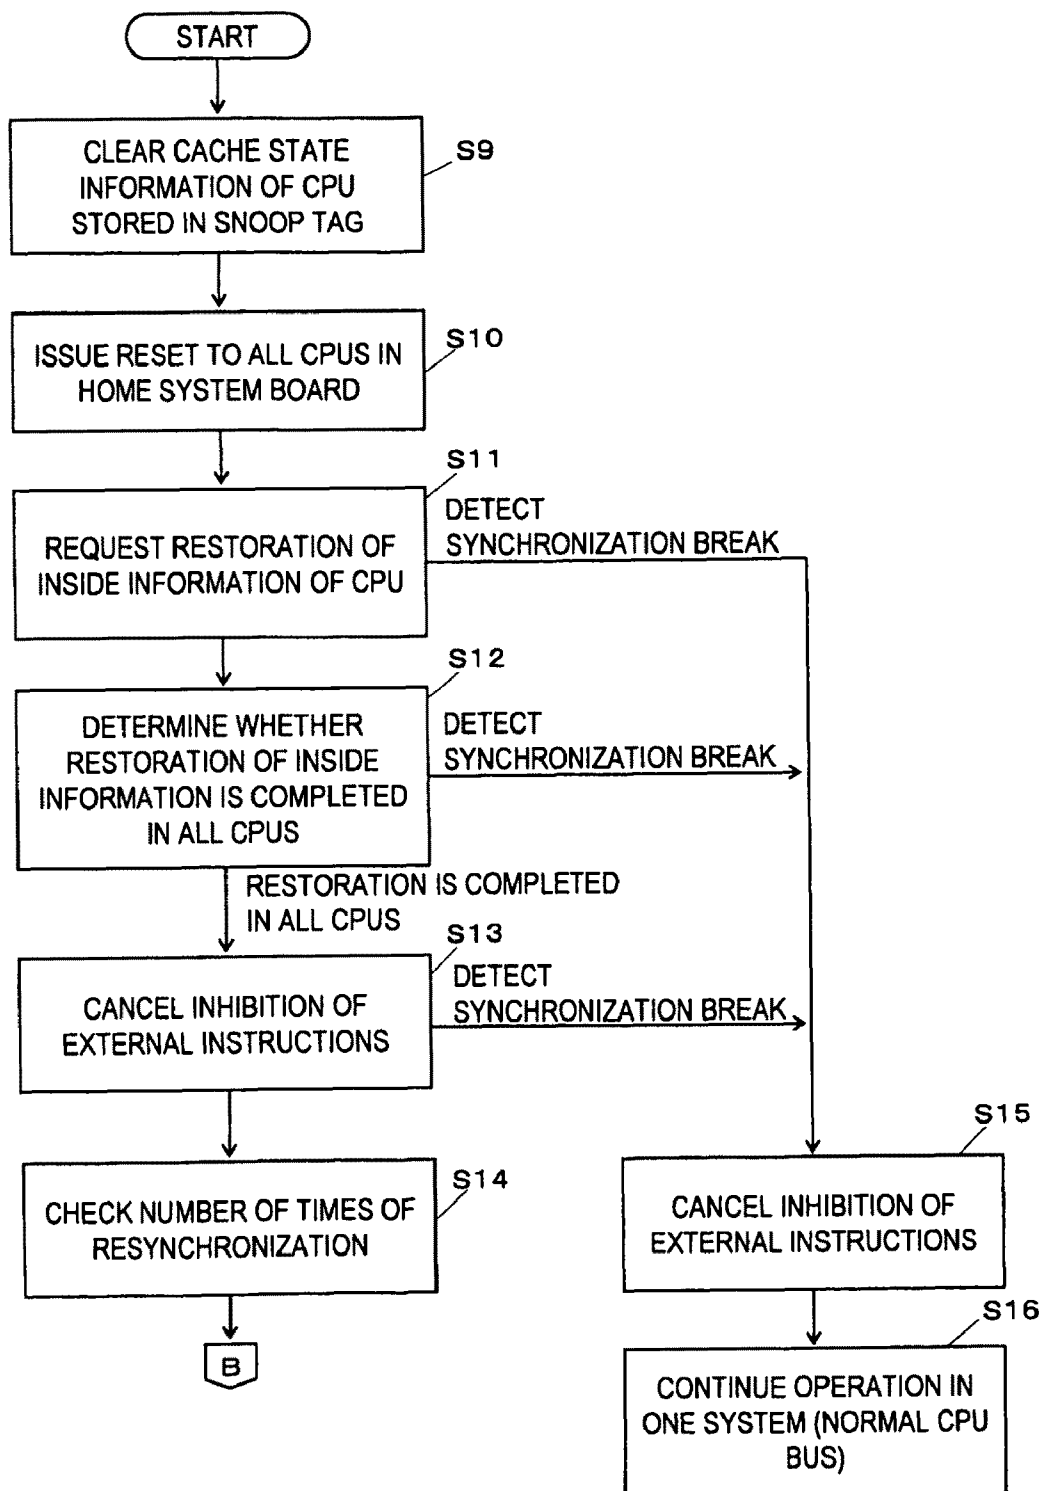 START
CLEAR CACHE STATE
INFORMATION OF CPU
STORED IN SNOOP TAG
S9
ISSUE RESET TO ALL CPUS IN
HOME SYSTEM BOARD
S10
REQUEST RESTORATION OF
INSIDE INFORMATION OF CPU
S11
DETECT
SYNCHRONIZATION BREAK
DETERMINE WHETHER
RESTORATION OF INSIDE
INFORMATION IS COMPLETED
IN ALL CPUS
S12
DETECT
SYNCHRONIZATION BREAK
RESTORATION IS COMPLETED
IN ALL CPUS
CANCEL INHIBITION OF
EXTERNAL INSTRUCTIONS
S13
DETECT
SYNCHRONIZATION BREAK
CHECK NUMBER OF TIMES OF
RESYNCHRONIZATION
S14
B
CANCEL INHIBITION OF
EXTERNAL INSTRUCTIONS
S15
CONTINUE OPERATION IN
ONE SYSTEM (NORMAL CPU
BUS)
S16